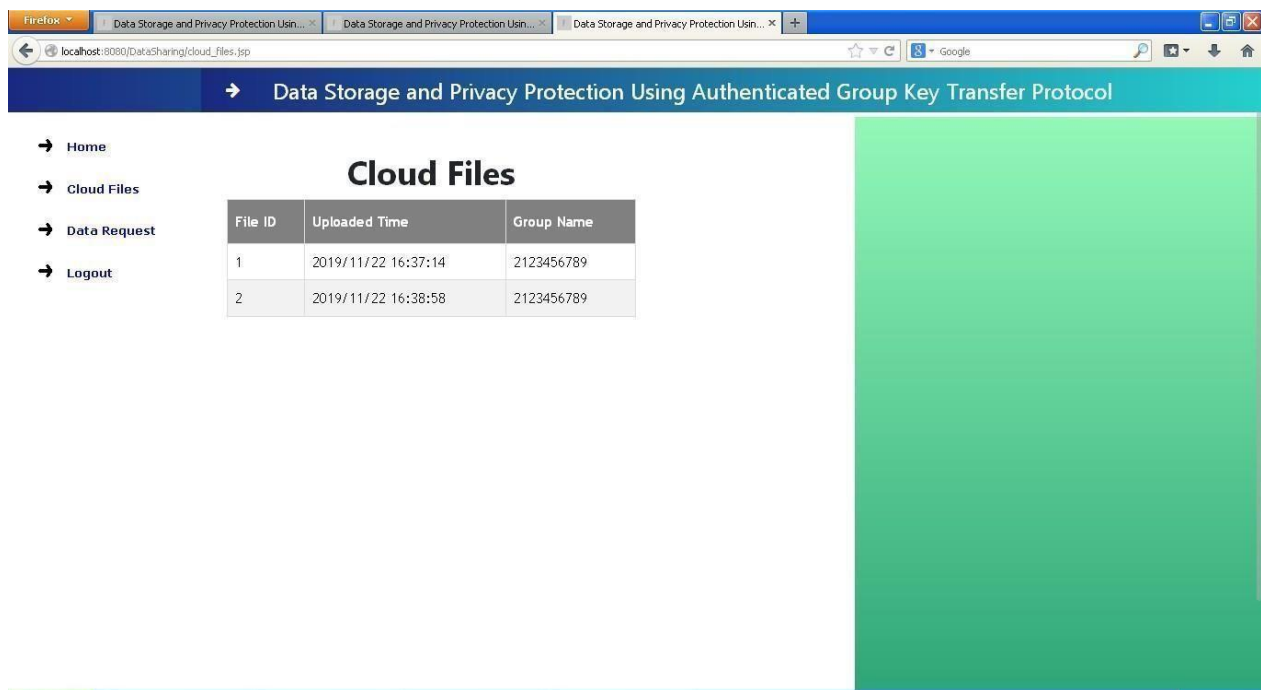 Firefox
Data Storage and Privacy Protection Usin... Data Storage and Privacy Protection Usin... Data Storage and Privacy Protection Usin...
localhost:8080/DataSharing/cloud_files.jsp Google
Data Storage and Privacy Protection Using Authenticated Group Key Transfer Protocol
Home
Cloud Files
Data Request
Logout
Cloud Files
File ID Uploaded Time Group Name
1 2019/11/22 16:37:14 2123456789
2 2019/11/22 16:38:58 2123456789